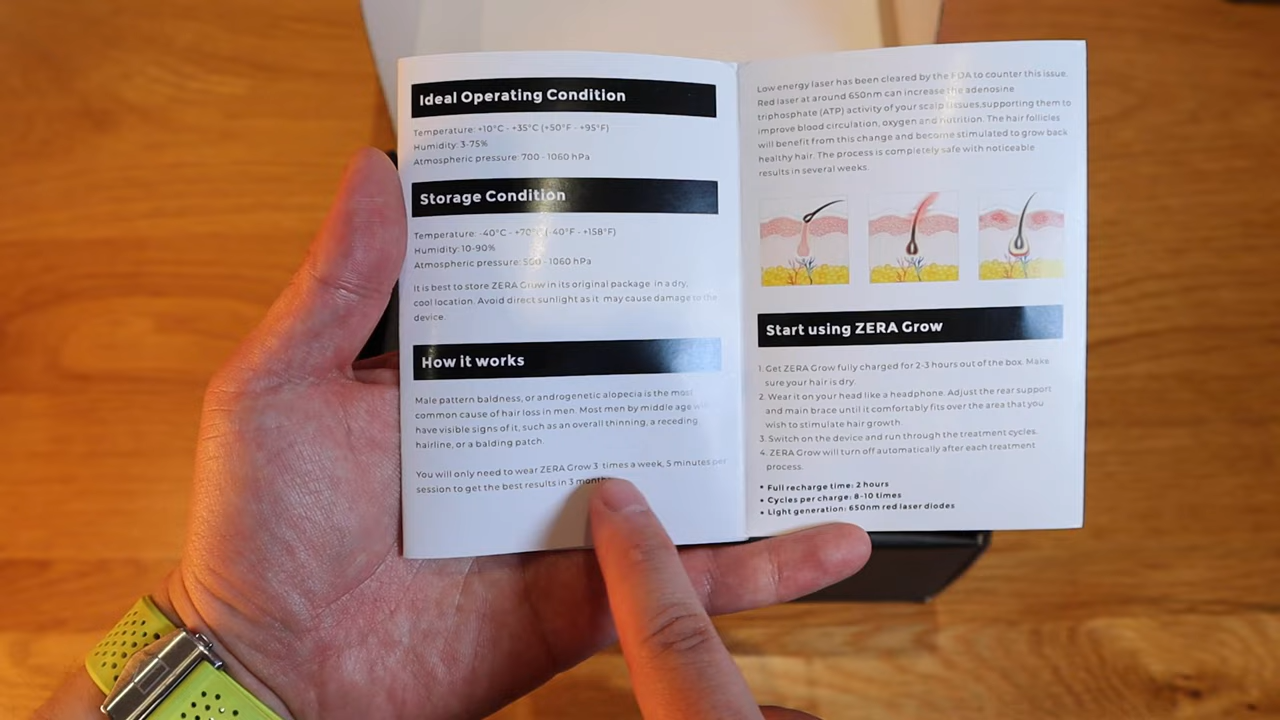 Ideal Operating Condition
Temperature: +10°C - +35°C (+50°F - +95°F)
Humidity: 3-75%
Atmospheric pressure: 700 - 1060 hPa
Storage Condition
Temperature: -40°C - +70°C (-40°F - +158°F)
Humidity: 10-90%
Atmospheric pressure: 500 - 1060 hPa
It is best to store ZERA Grow in its original package in a dry,
cool location. Avoid direct sunlight as it may cause damage to the
device.
How it works
Male pattern baldness, or androgenetic alopecia is the most
common cause of hair loss in men. Most men by middle age will
have visible signs of it, such as an overall thinning, a receding
hairline, or a balding patch.
You will only need to wear ZERA Grow 3 times a week, 5 minutes per
session to get the best results in 3 months
Low energy laser has been cleared by the FDA to counter this issue.
Red laser at around 650nm can increase the adenosine
triphosphate (ATP) activity of your scalp tissues,supporting them to
improve blood circulation, oxygen and nutrition. The hair follicles
will benefit from this change and become stimulated to grow back
healthy hair. The process is completely safe with noticeable
results in several weeks.
Start using ZERA Grow
1. Get ZERA Grow fully charged for 2-3 hours out of the box. Make
sure your hair is dry.
2. Wear it on your head like a headphone. Adjust the rear support
and main brace until it comfortably fits over the area that you
wish to stimulate hair growth.
3. Switch on the device and run through the treatment cycles.
4. ZERA Grow will turn off automatically after each treatment
process.
• Full recharge time: 2 hours
• Cycles per charge: 8-10 times
• Light generation: 650nm red laser diodes